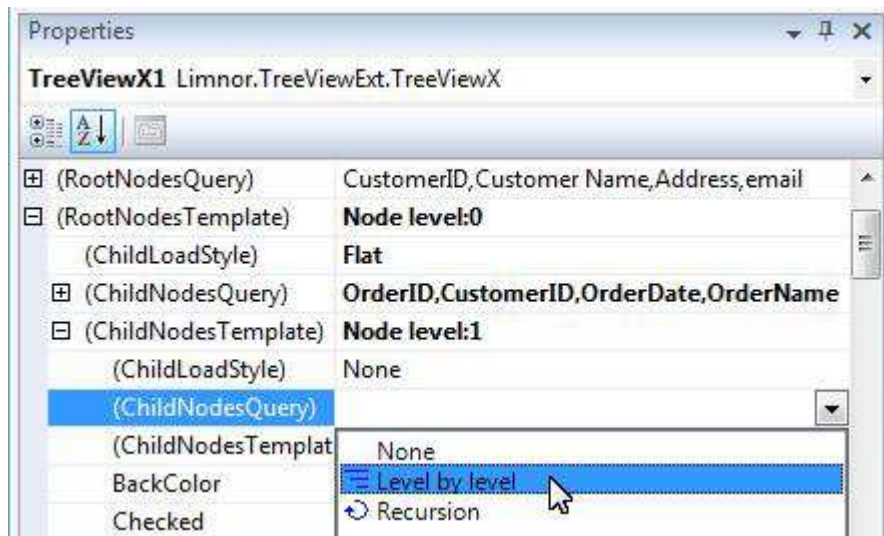 Properties
TreeViewX1 Limnor.TreeViewExt.TreeViewX
A Z
(RootNodesQuery) CustomerID,Customer Name,Address,email
(RootNodesTemplate) Node level:0
(ChildLoadStyle) Flat
(ChildNodesQuery) OrderID,CustomerID,OrderDate,OrderName
(ChildNodesTemplate) Node level:1
(ChildLoadStyle) None
(ChildNodesQuery)
(ChildNodesTemplat
None
BackColor
Level by level
Checked
Recursion